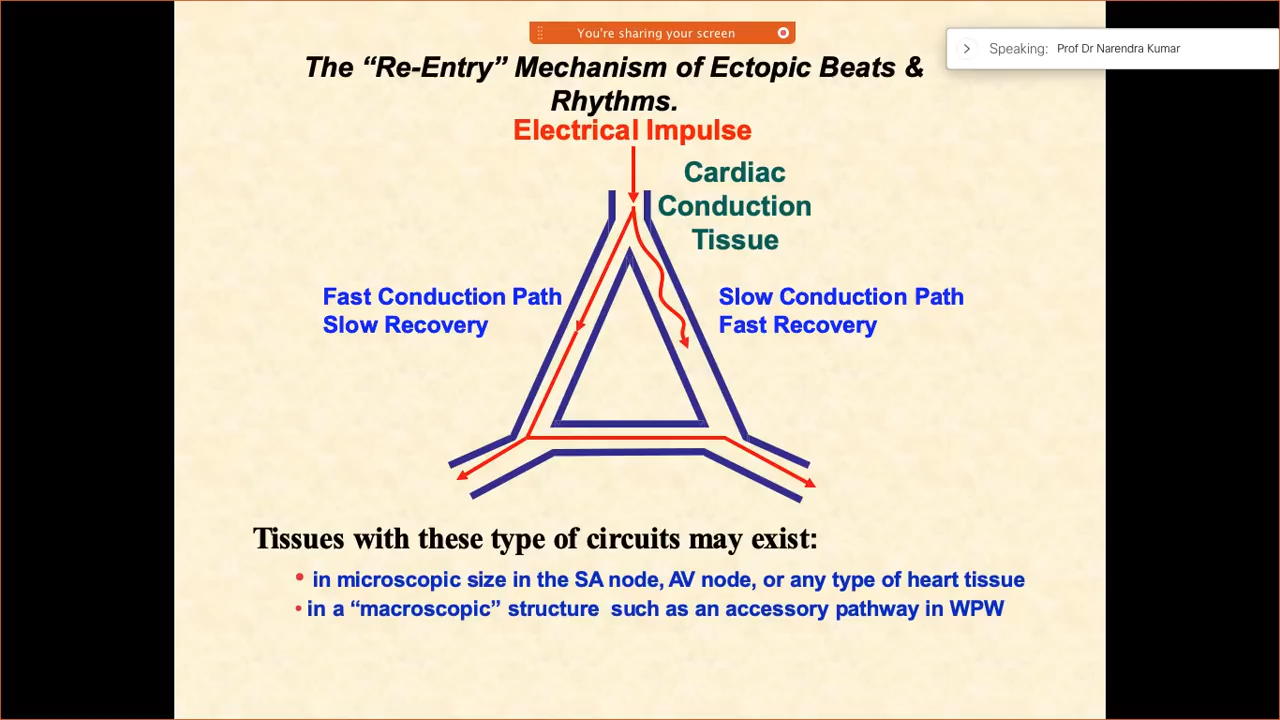 You're sharing your screen
Speaking: Prof Dr Narendra Kumar
The “Re-Entry” Mechanism of Ectopic Beats &
Rhythms.
Electrical Impulse
Cardiac
Conduction
Tissue
Fast Conduction Path
Slow Recovery
Slow Conduction Path
Fast Recovery
Tissues with these type of circuits may exist:
• in microscopic size in the SA node, AV node, or any type of heart tissue
• in a “macroscopic” structure such as an accessory pathway in WPW